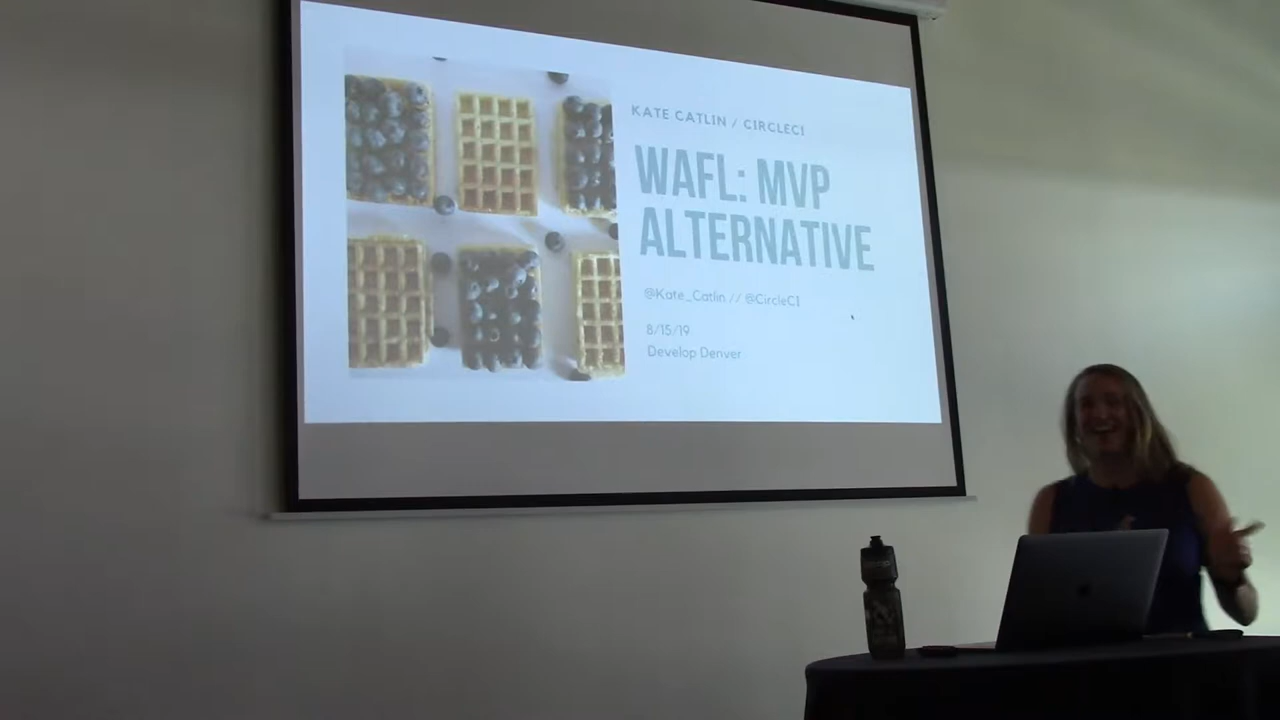 KATE CATLIN / CIRCLECI
WAFL: MVP
ALTERNATIVE
@Kate_Catlin // @CircleCI
8/15/19
Develop Denver